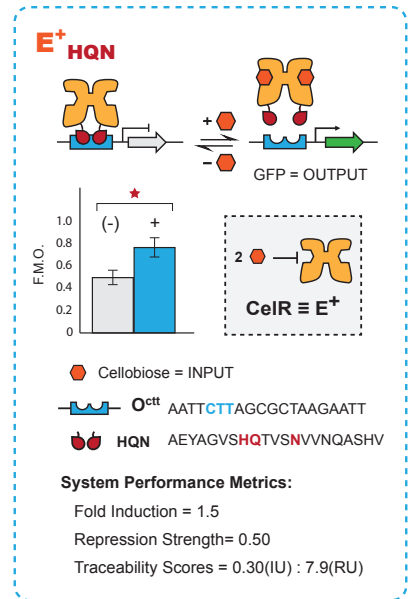 E⁺HQN
+
−
GFP = OUTPUT
F.M.O.
1.0
0.8
0.6
0.4
0.2
0
(-)
+
2
CelR ≡ E⁺
Cellobiose = INPUT
Oᶜᵗᵗ AATTCTTAGCGCTAAGAATT
HQN AEYAGVSHQTVSNVVNQASHV
System Performance Metrics:
Fold Induction = 1.5
Repression Strength= 0.50
Traceability Scores = 0.30(IU) : 7.9(RU)